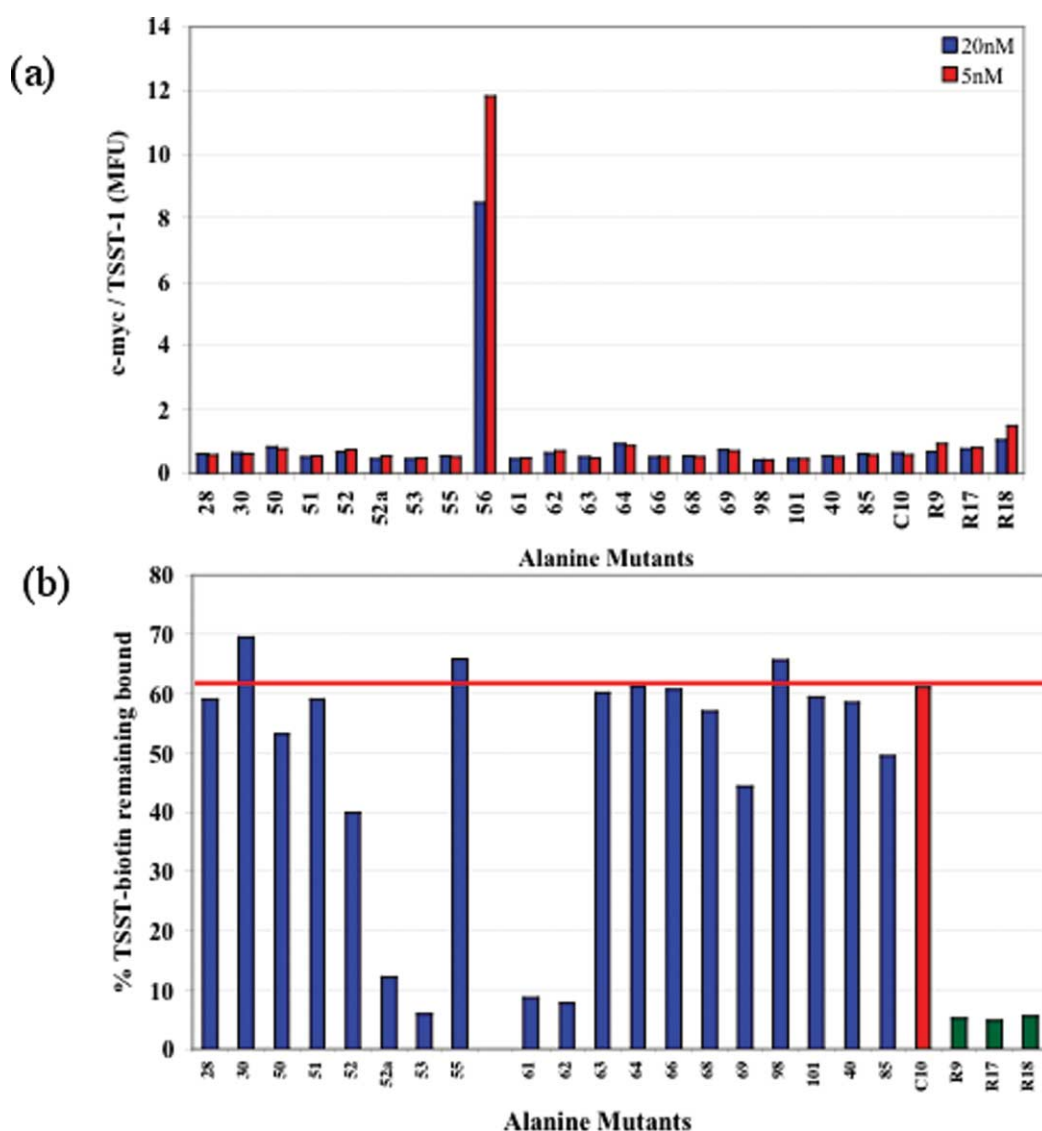 (a)
c-myc / TSST-1 (MFU)
14
12
10
8
6
4
2
0
20nM
5nM
28 30 50 51 52 52a 53 55 56 61 62 63 64 66 68 69 98 101 40 85 C10 R9 R17 R18
Alanine Mutants
(b)
% TSST-biotin remaining bound
80
70
60
50
40
30
20
10
0
28 30 50 51 52 52a 53 55 61 62 63 64 66 68 69 98 101 40 85 C10 R9 R17 R18
Alanine Mutants